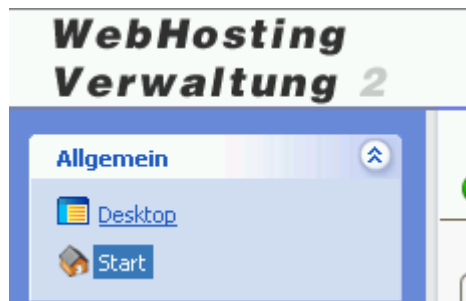 WebHosting
Verwaltung 2
Allgemein
Desktop
Start